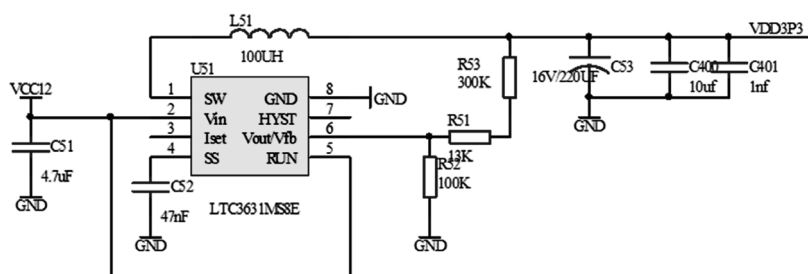 L51
100UH
VDD3P3
VCC12
U51
1 SW GND 8 GND
2 Vin HYST 7
3 Iset Vout/Vfb 6
4 SS RUN 5
LTC3631MS8E
C51
4.7uF
GND
C52
47nF
GND
R53
300K
R51
13K
R52
100K
GND
16V/220UF
C53
GND
C400
10uf
C401
1nf